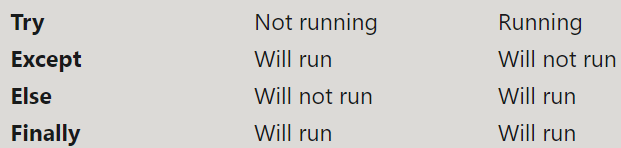 Try Not running Running
Except Will run Will not run
Else Will not run Will run
Finally Will run Will run